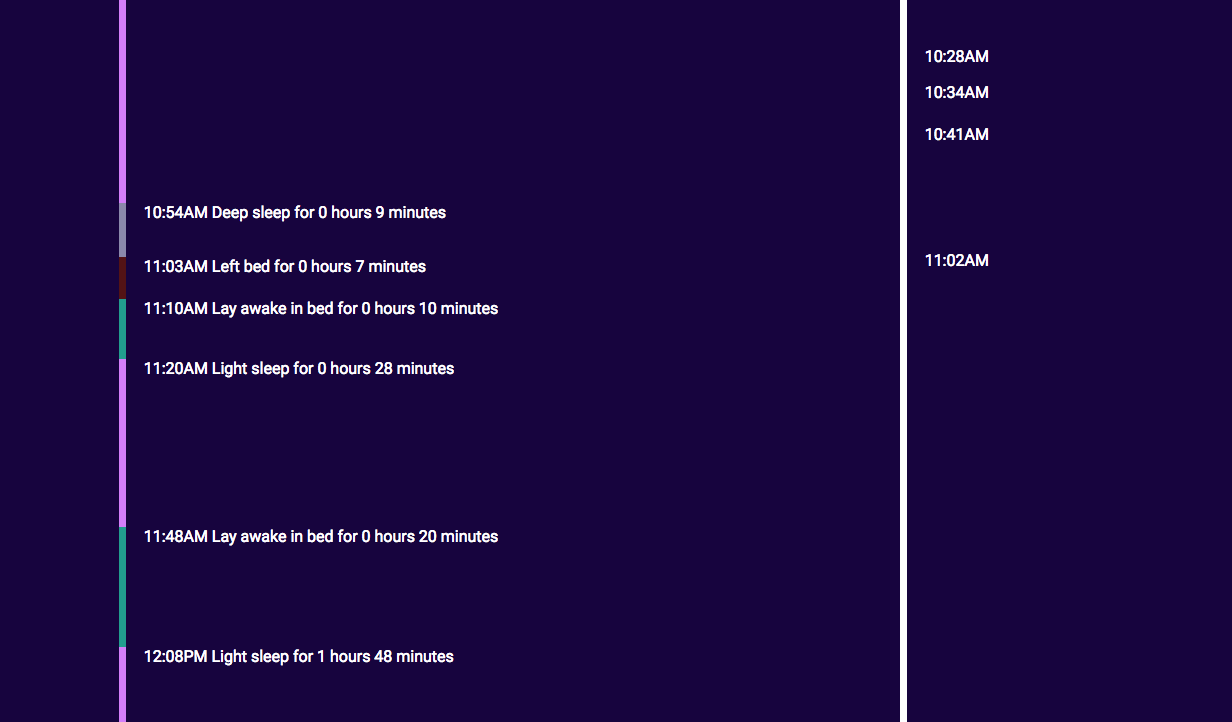 10:28AM
10:34AM
10:41AM
10:54AM Deep sleep for 0 hours 9 minutes
11:02AM
11:03AM Left bed for 0 hours 7 minutes
11:10AM Lay awake in bed for 0 hours 10 minutes
11:20AM Light sleep for 0 hours 28 minutes
11:48AM Lay awake in bed for 0 hours 20 minutes
12:08PM Light sleep for 1 hours 48 minutes